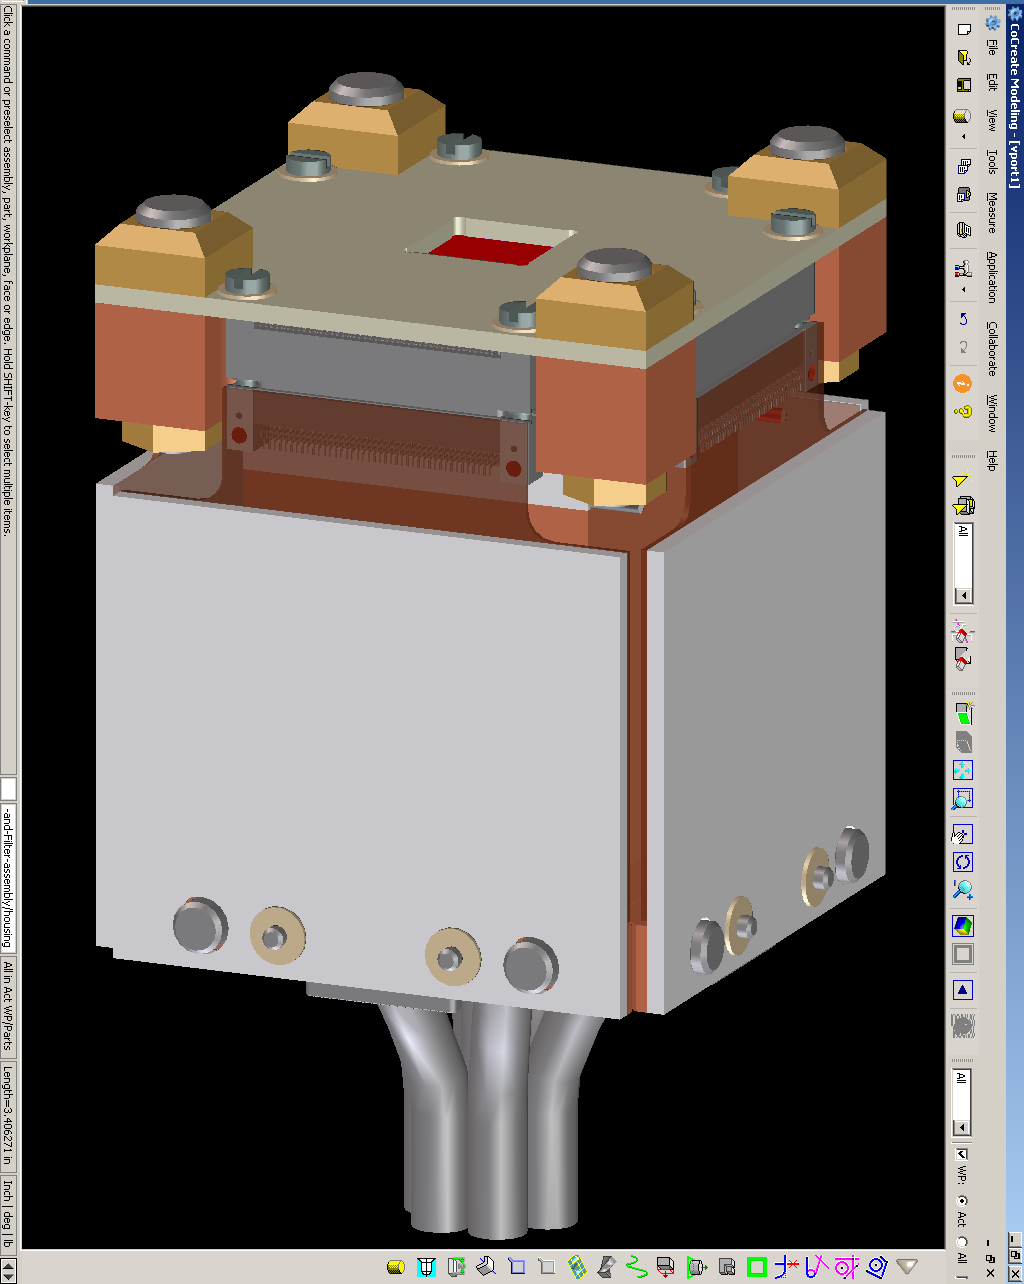 CoCreate Modeling - [vport1]
File Edit View Tools Measure Application Collaborate Window Help
All
All
WP: Act All
Click a command or preselect assembly, part, workplane, face or edge. Hold SHIFT-key to select multiple items.
-and-Filter-assembly/housing
All in Act WP/Parts
Length=3.406271 in
Inch | deg | lb